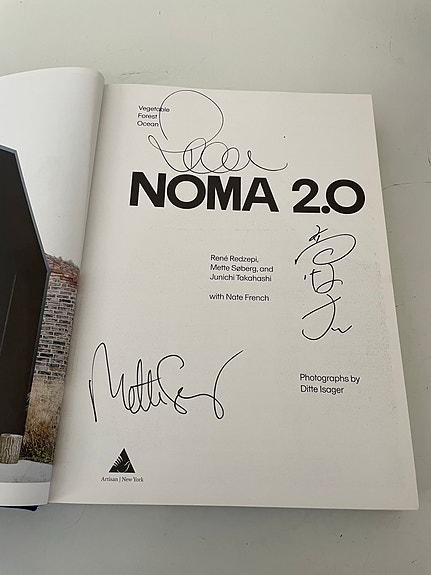 Vegetable
Forest
Ocean
NOMA 2.0
René Redzepi,
Mette Søberg, and
Junichi Takahashi
with Nate French
Photographs by
Ditte Isager
Artisan | New York